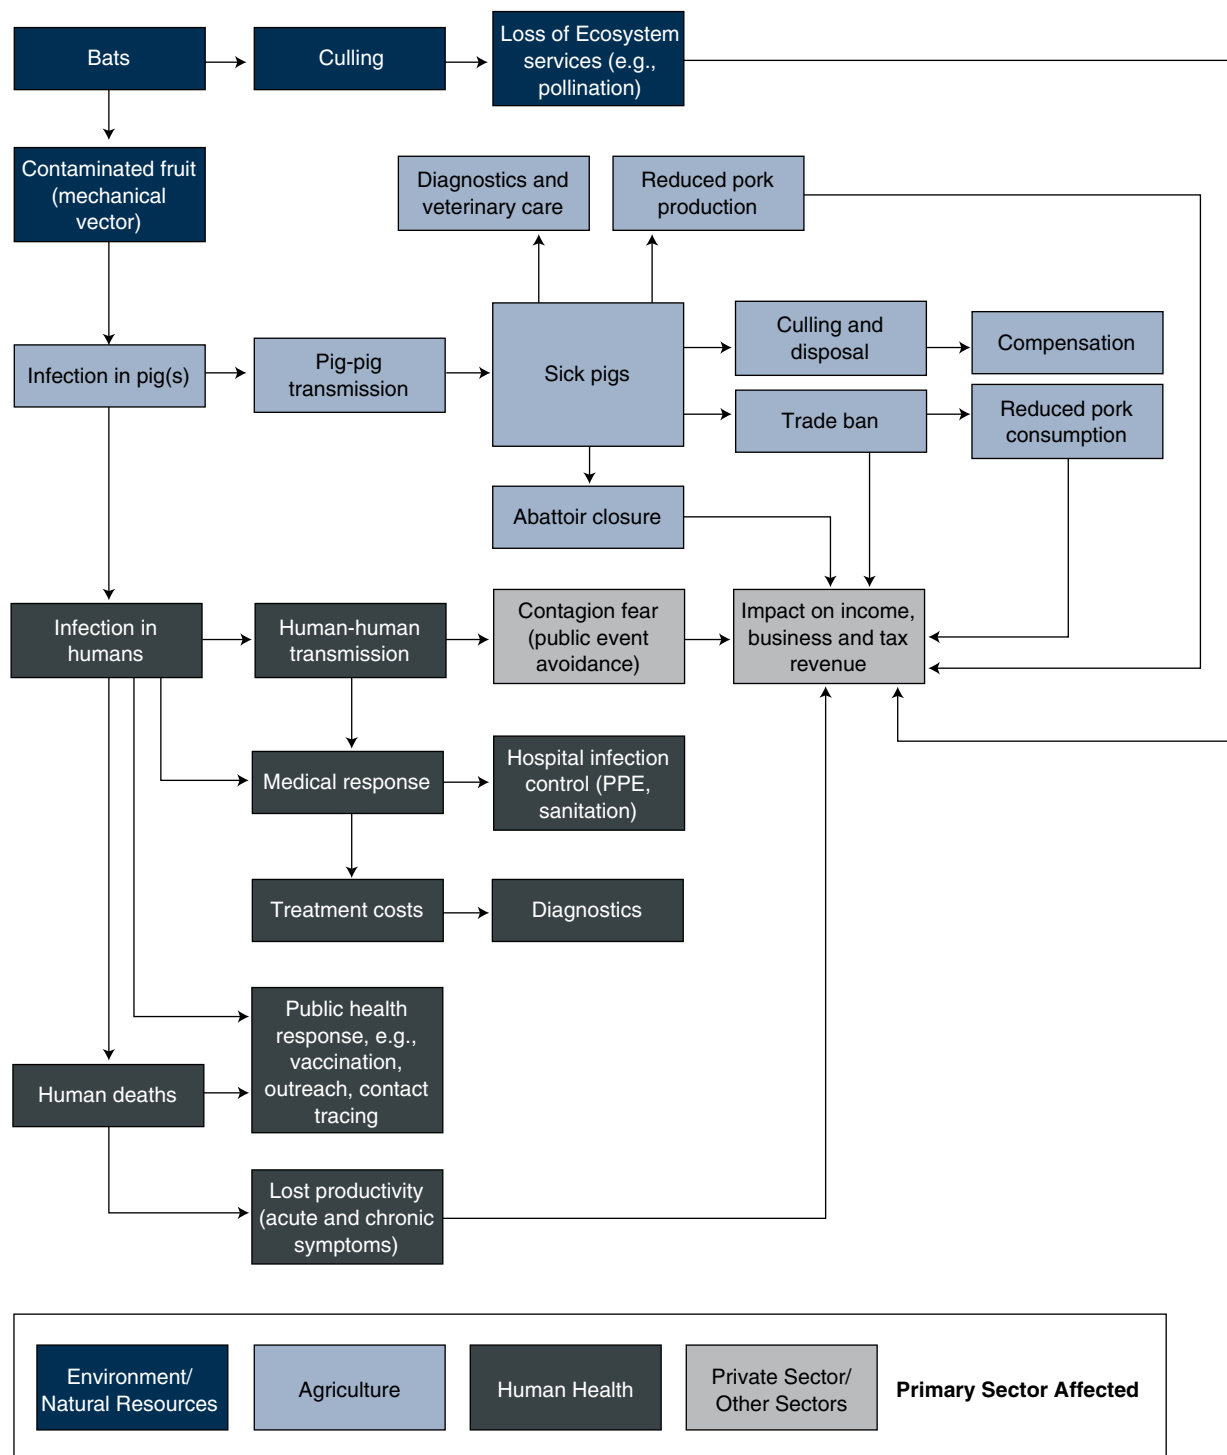 Bats
Culling
Loss of Ecosystem
services (e.g.,
pollination)
Contaminated fruit
(mechanical
vector)
Diagnostics and
veterinary care
Reduced pork
production
Infection in pig(s)
Pig-pig
transmission
Sick pigs
Culling and
disposal
Compensation
Trade ban
Reduced pork
consumption
Abattoir closure
Infection in
humans
Human-human
transmission
Contagion fear
(public event
avoidance)
Impact on income,
business and tax
revenue
Medical response
Hospital infection
control (PPE,
sanitation)
Treatment costs
Diagnostics
Public health
response, e.g.,
vaccination,
outreach, contact
tracing
Human deaths
Lost productivity
(acute and chronic
symptoms)
Environment/
Natural Resources
Agriculture
Human Health
Private Sector/
Other Sectors
Primary Sector Affected